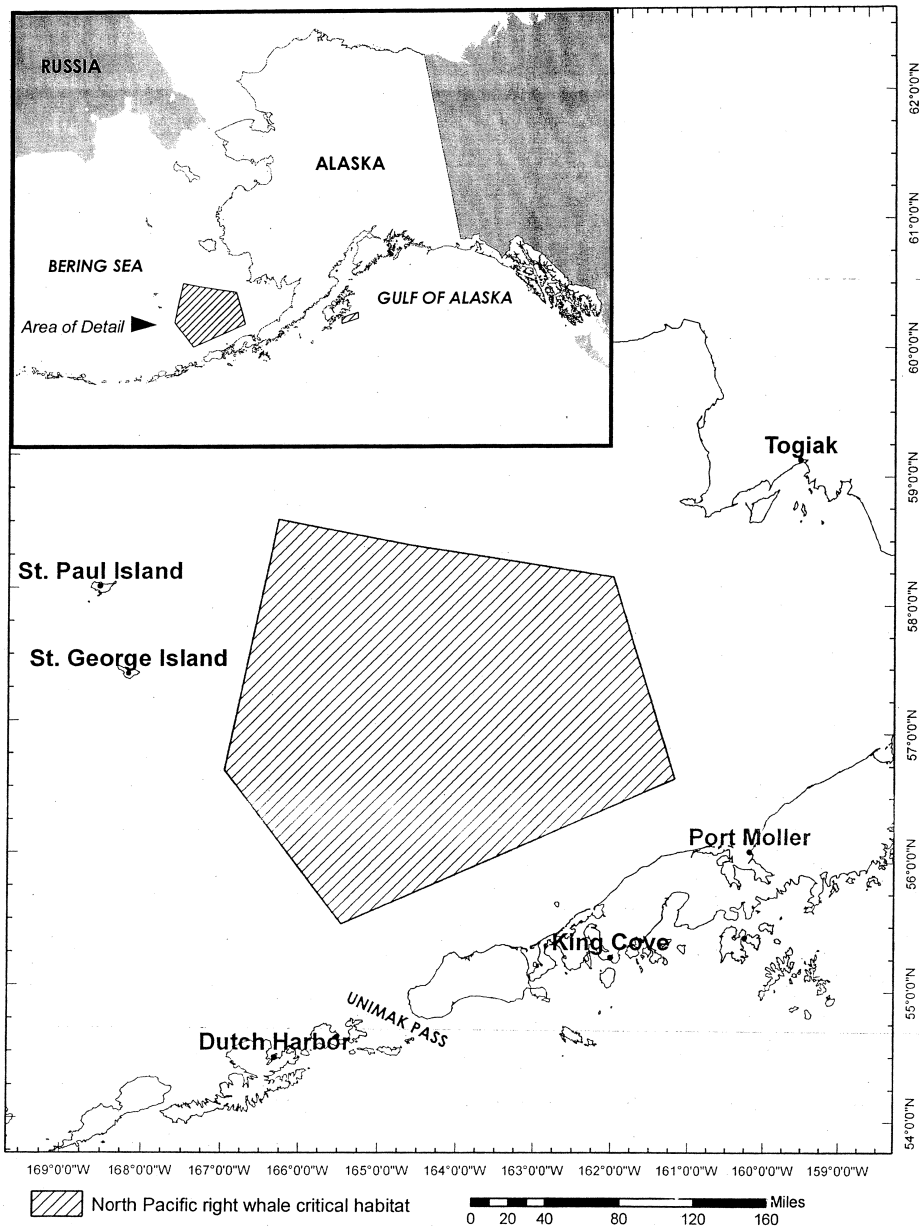 RUSSIA
ALASKA
BERING SEA
GULF OF ALASKA
Area of Detail
Togiak
St. Paul Island
St. George Island
Port Moller
King Cove
UNIMAK PASS
Dutch Harbor
62°0'0"N
61°0'0"N
60°0'0"N
59°0'0"N
58°0'0"N
57°0'0"N
56°0'0"N
55°0'0"N
54°0'0"N
169°0'0"W 168°0'0"W 167°0'0"W 166°0'0"W 165°0'0"W 164°0'0"W 163°0'0"W 162°0'0"W 161°0'0"W 160°0'0"W 159°0'0"W
North Pacific right whale critical habitat
Miles
0 20 40 80 120 160